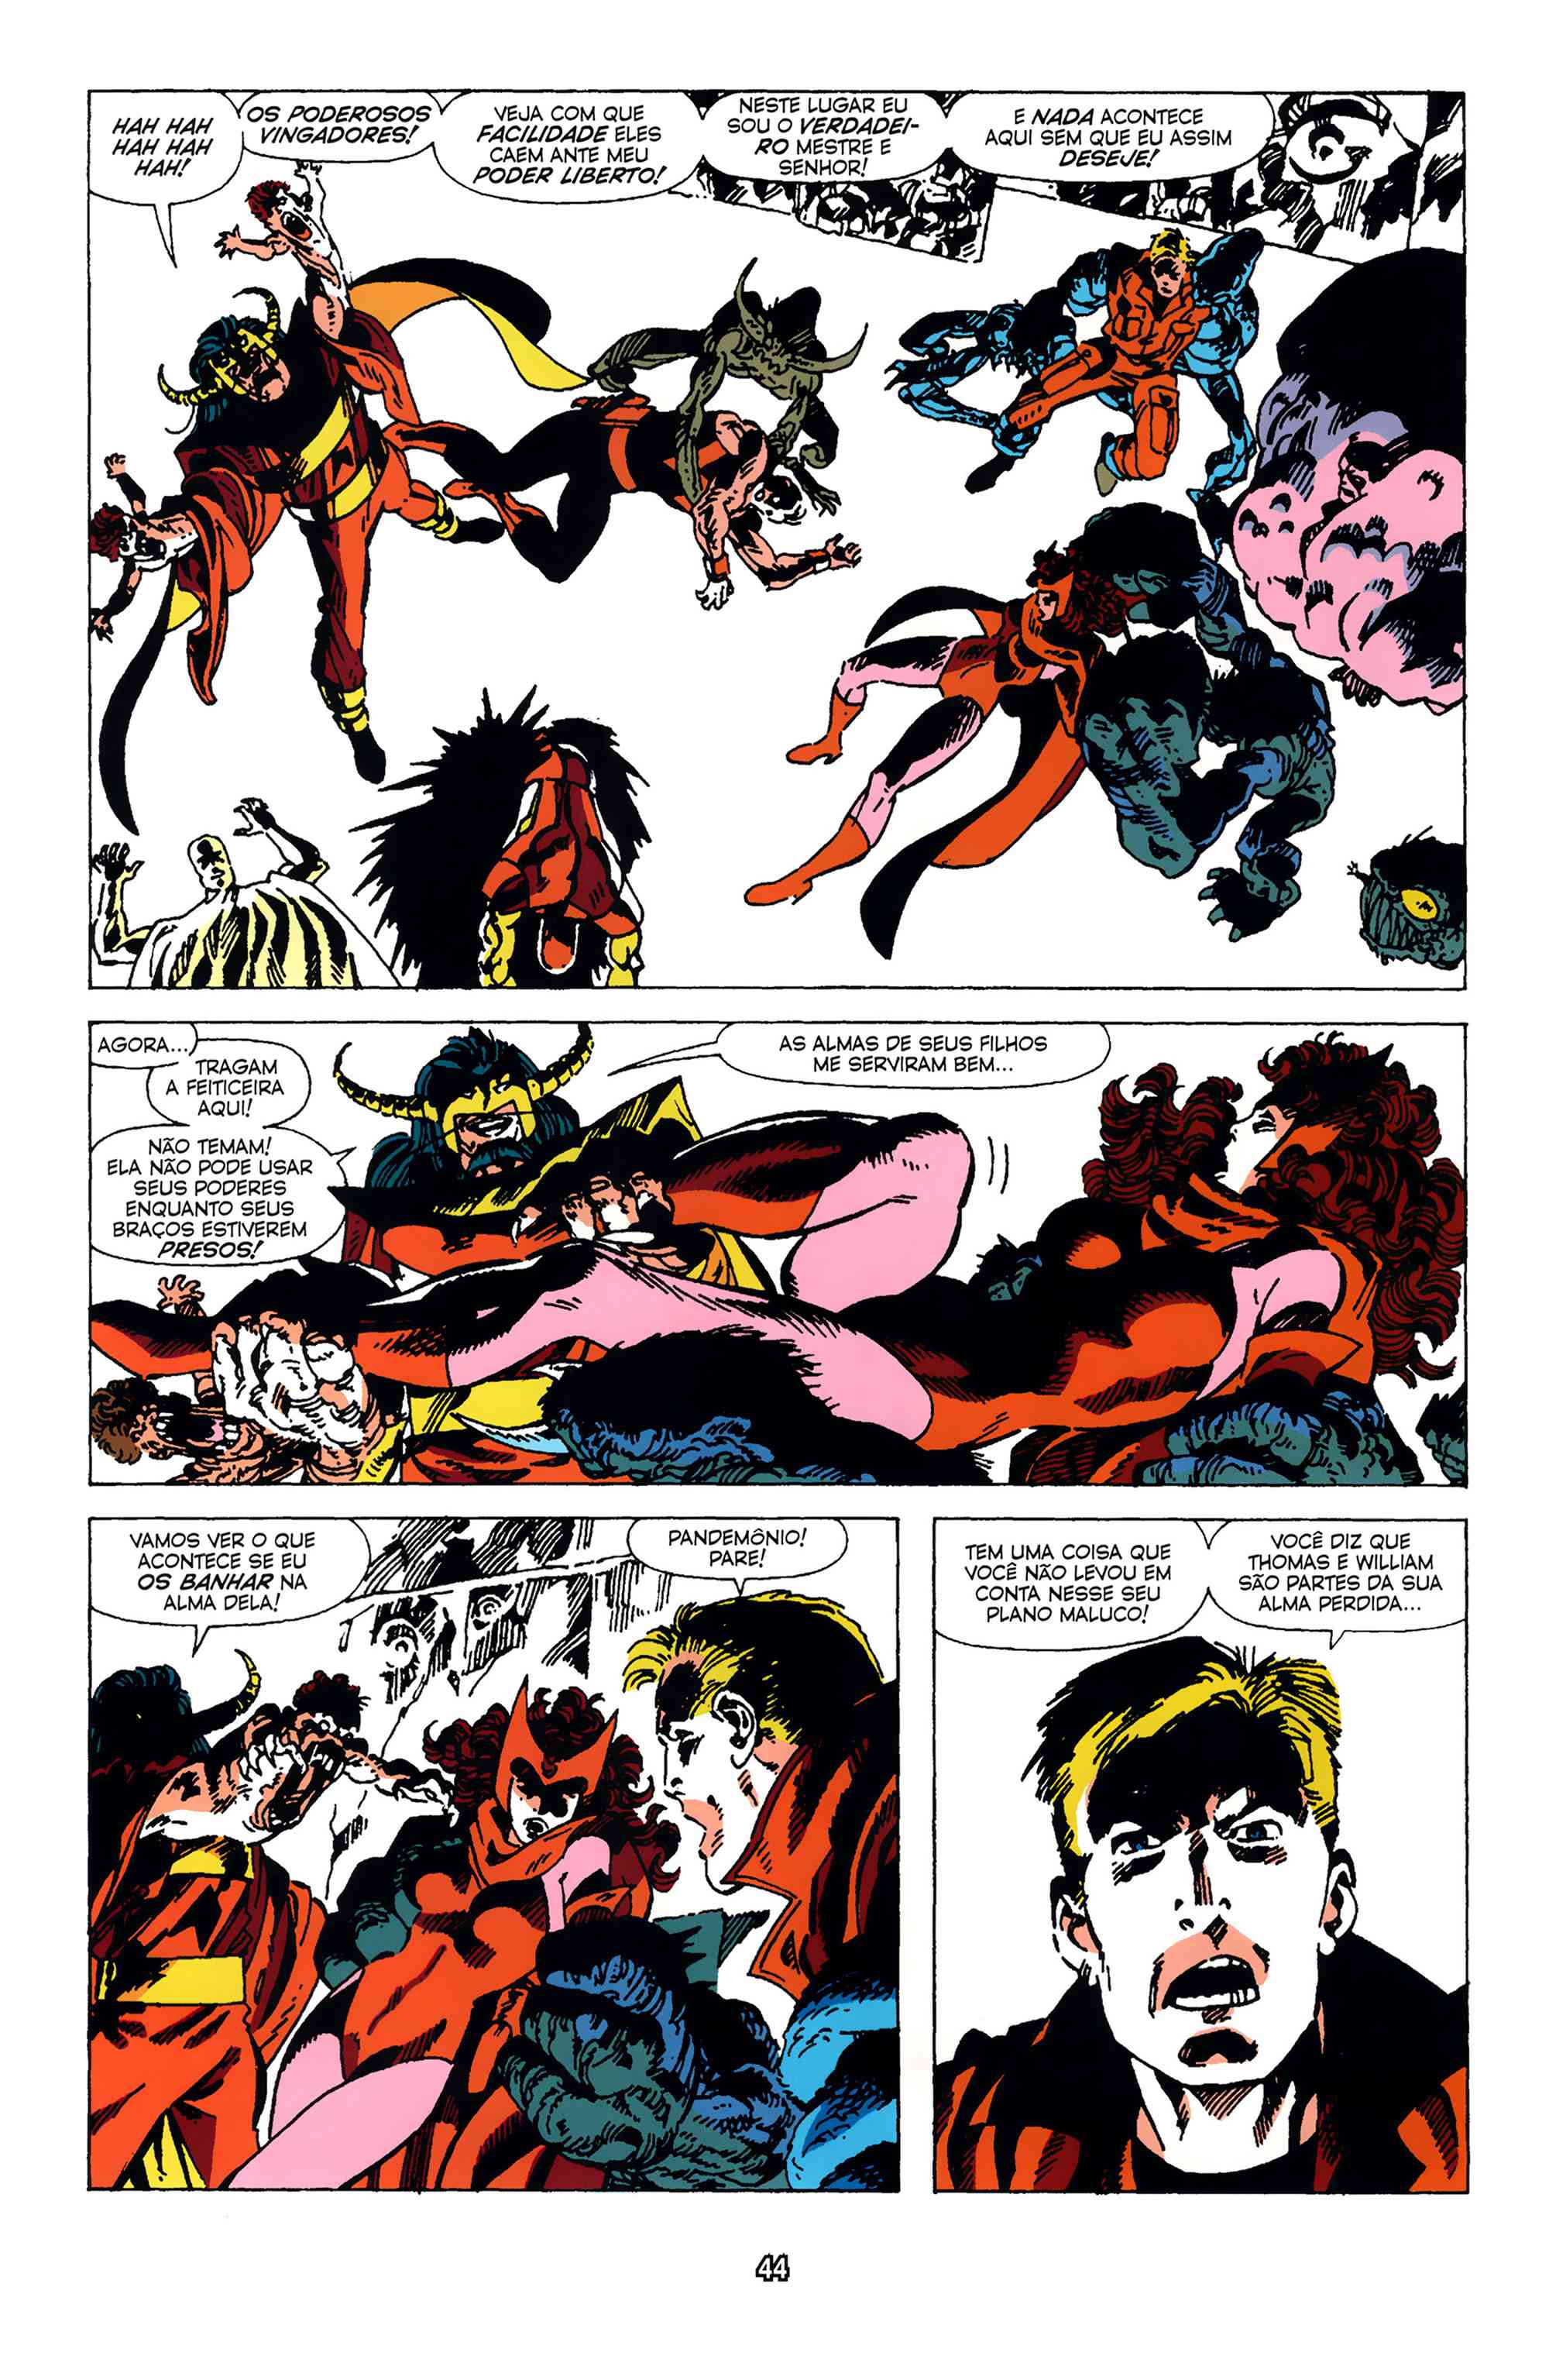 HAH HAH
HAH HAH
HAH!
OS PODEROSOS
VINGADORES!
VEJA COM QUE
FACILIDADE ELES
CAEM ANTE MEU
PODER LIBERTO!
NESTE LUGAR EU
SOU O VERDADEI-
RO MESTRE E
SENHOR!
E NADA ACONTECE
AQUI SEM QUE EU ASSIM
DESEJE!
AGORA...
TRAGAM
A FEITICEIRA
AQUI!
NÃO TEMAM!
ELA NÃO PODE USAR
SEUS PODERES
ENQUANTO SEUS
BRAÇOS ESTIVEREM
PRESOS!
AS ALMAS DE SEUS FILHOS
ME SERVIRAM BEM...
VAMOS VER O QUE
ACONTECE SE EU
OS BANHAR NA
ALMA DELA!
PANDEMÔNIO!
PARE!
TEM UMA COISA QUE
VOCÊ NÃO LEVOU EM
CONTA NESSE SEU
PLANO MALUCO!
VOCÊ DIZ QUE
THOMAS E WILLIAM
SÃO PARTES DA SUA
ALMA PERDIDA...
44